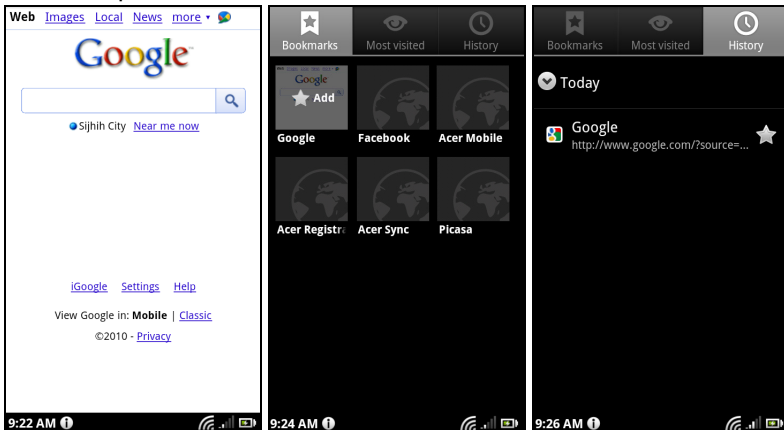 Web Images Local News more
Google
Sijhih City Near me now
iGoogle Settings Help
View Google in: Mobile | Classic
©2010 - Privacy
9:22 AM
Bookmarks Most visited History
Google
Add
Google Facebook Acer Mobile
Acer Registra Acer Sync Picasa
9:24 AM
Bookmarks Most visited History
Today
Google
http://www.google.com/?source=...
9:26 AM